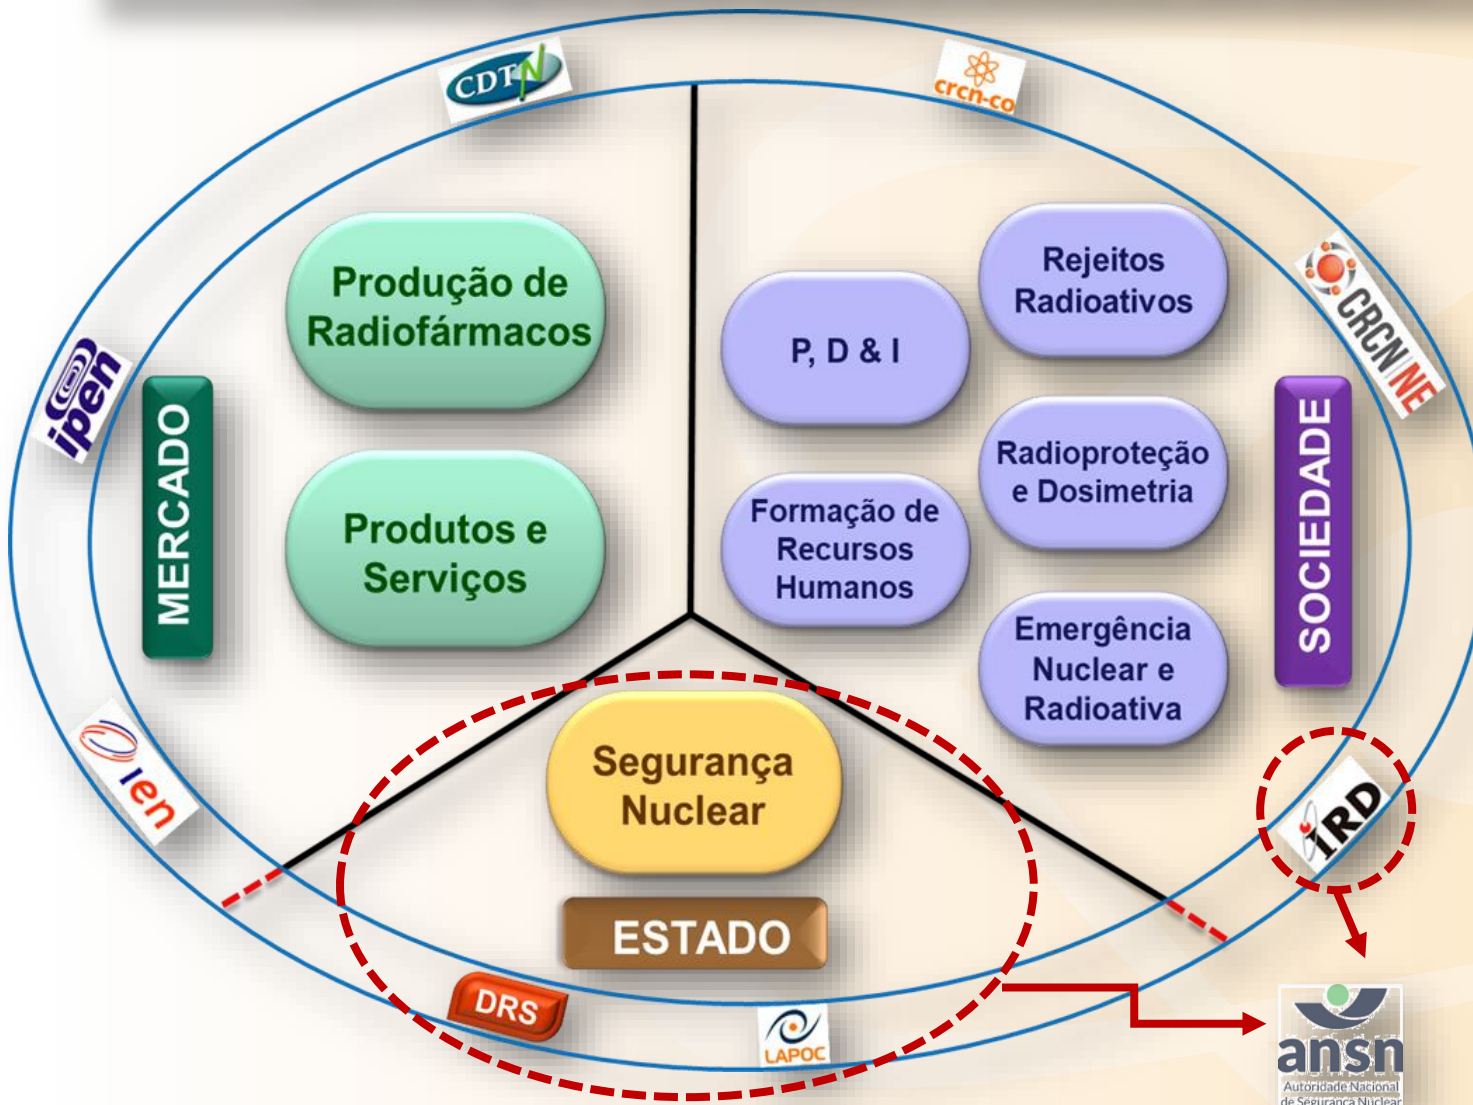 CDTN
crcn-co
Produção de
Radiofármacos
Rejeitos
Radioativos
P, D & I
CRCN|NE
ipen
MERCADO
Produtos e
Serviços
Radioproteção
e Dosimetria
Formação de
Recursos
Humanos
SOCIEDADE
Emergência
Nuclear e
Radioativa
ien
Segurança
Nuclear
IRD
ESTADO
DRS
LAPOC
ansn
Autoridade Nacional
de Segurança Nuclear